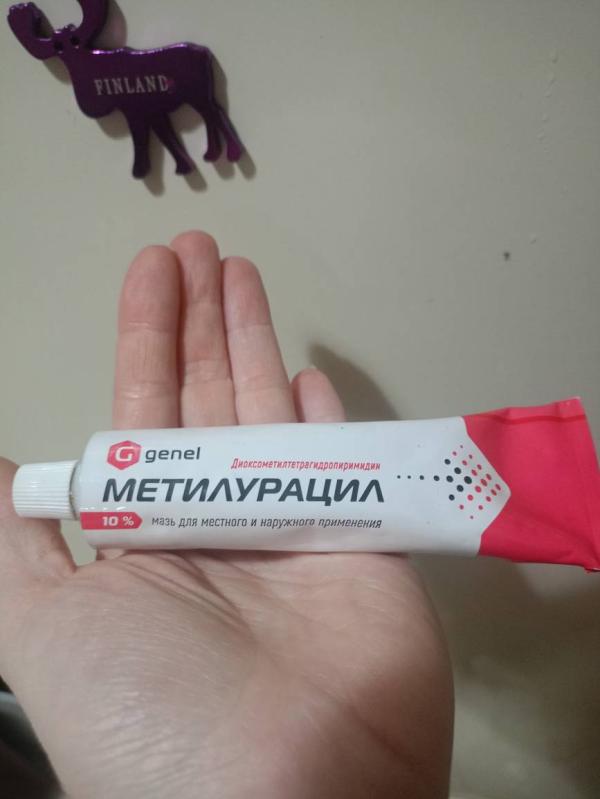 FINLAND
G genel
Диоксометилтетрагидропиримидин
МЕТИЛУРАЦИЛ
10 % мазь для местного и наружного применения